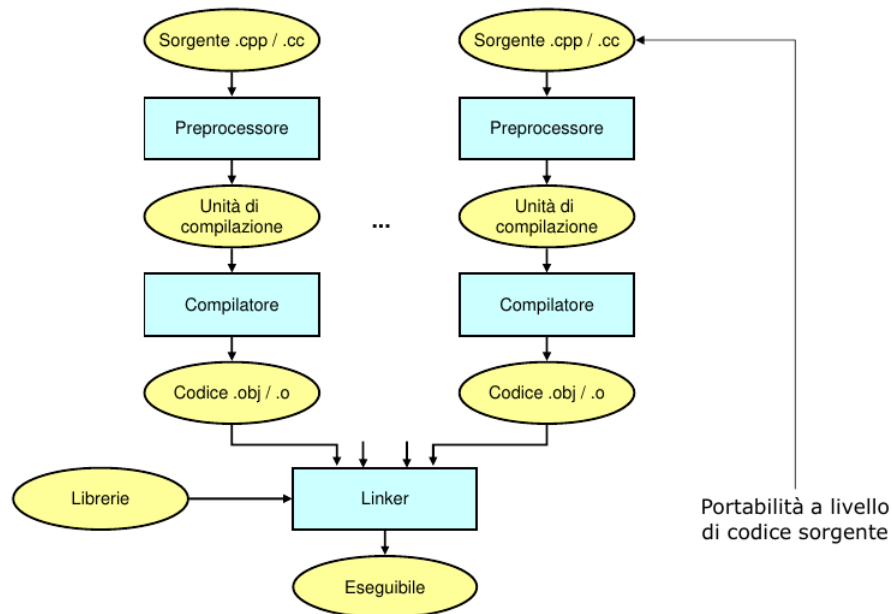 Sorgente .cpp / .cc
Sorgente .cpp / .cc
Preprocessore
Preprocessore
Unità di
compilazione
...
Unità di
compilazione
Compilatore
Compilatore
Codice .obj / .o
Codice .obj / .o
Librerie
Linker
Portabilità a livello
di codice sorgente
Eseguibile